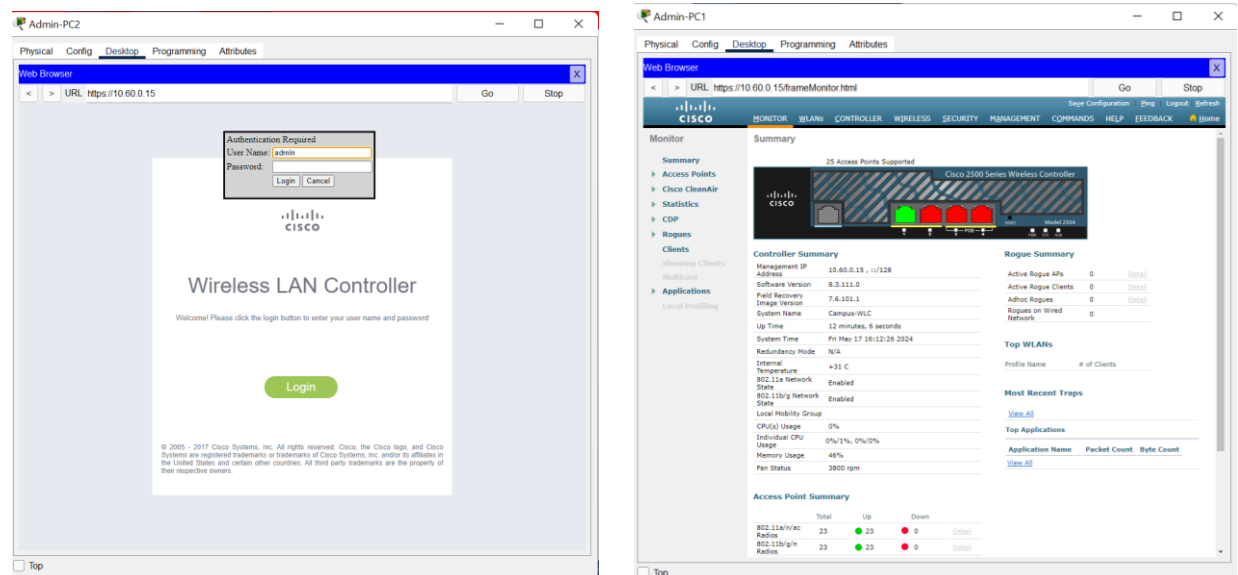 Admin-PC2
Physical Config Desktop Programming Attributes
Web Browser X
< > URL https://10.60.0.15 Go Stop
Authentication Required
User Name: admin
Password:
Login Cancel
CISCO
Wireless LAN Controller
Welcome! Please click the login button to enter your user name and password
Login
© 2005 - 2017 Cisco Systems, Inc. All rights reserved. Cisco, the Cisco logo, and Cisco
Systems are registered trademarks or trademarks of Cisco Systems, Inc. and/or its affiliates in
the United States and certain other countries. All third party trademarks are the property of
their respective owners.
Top
Admin-PC1
Physical Config Desktop Programming Attributes
Web Browser X
< > URL https://10.60.0.15/frameMonitor.html Go Stop
Save Configuration Ping Logout Refresh
CISCO MONITOR WLANs CONTROLLER WIRELESS SECURITY MANAGEMENT COMMANDS HELP FEEDBACK Home
Monitor
Summary
Access Points
Cisco CleanAir
Statistics
CDP
Rogues
Clients
Sleeping Clients
Multicast
Applications
Local Profiling
Summary
25 Access Points Supported
Cisco 2500 Series Wireless Controller
CISCO
Model 2504
Controller Summary
Management IP
Address 10.60.0.15 , ::/128
Software Version 8.3.111.0
Field Recovery
Image Version 7.6.101.1
System Name Campus-WLC
Up Time 12 minutes, 6 seconds
System Time Fri May 17 16:12:26 2024
Redundancy Mode N/A
Internal
Temperature +31 C
802.11a Network
State Enabled
802.11b/g Network
State Enabled
Local Mobility Group
CPU(s) Usage 0%
Individual CPU
Usage 0%/1%, 0%/0%
Memory Usage 46%
Fan Status 3800 rpm
Rogue Summary
Active Rogue APs 0 Detail
Active Rogue Clients 0 Detail
Adhoc Rogues 0 Detail
Rogues on Wired
Network 0
Top WLANs
Profile Name # of Clients
Most Recent Traps
View All
Top Applications
Application Name Packet Count Byte Count
View All
Access Point Summary
Total Up Down
802.11a/n/ac
Radios 23 23 0 Detail
802.11b/g/n
Radios 23 23 0 Detail
Top